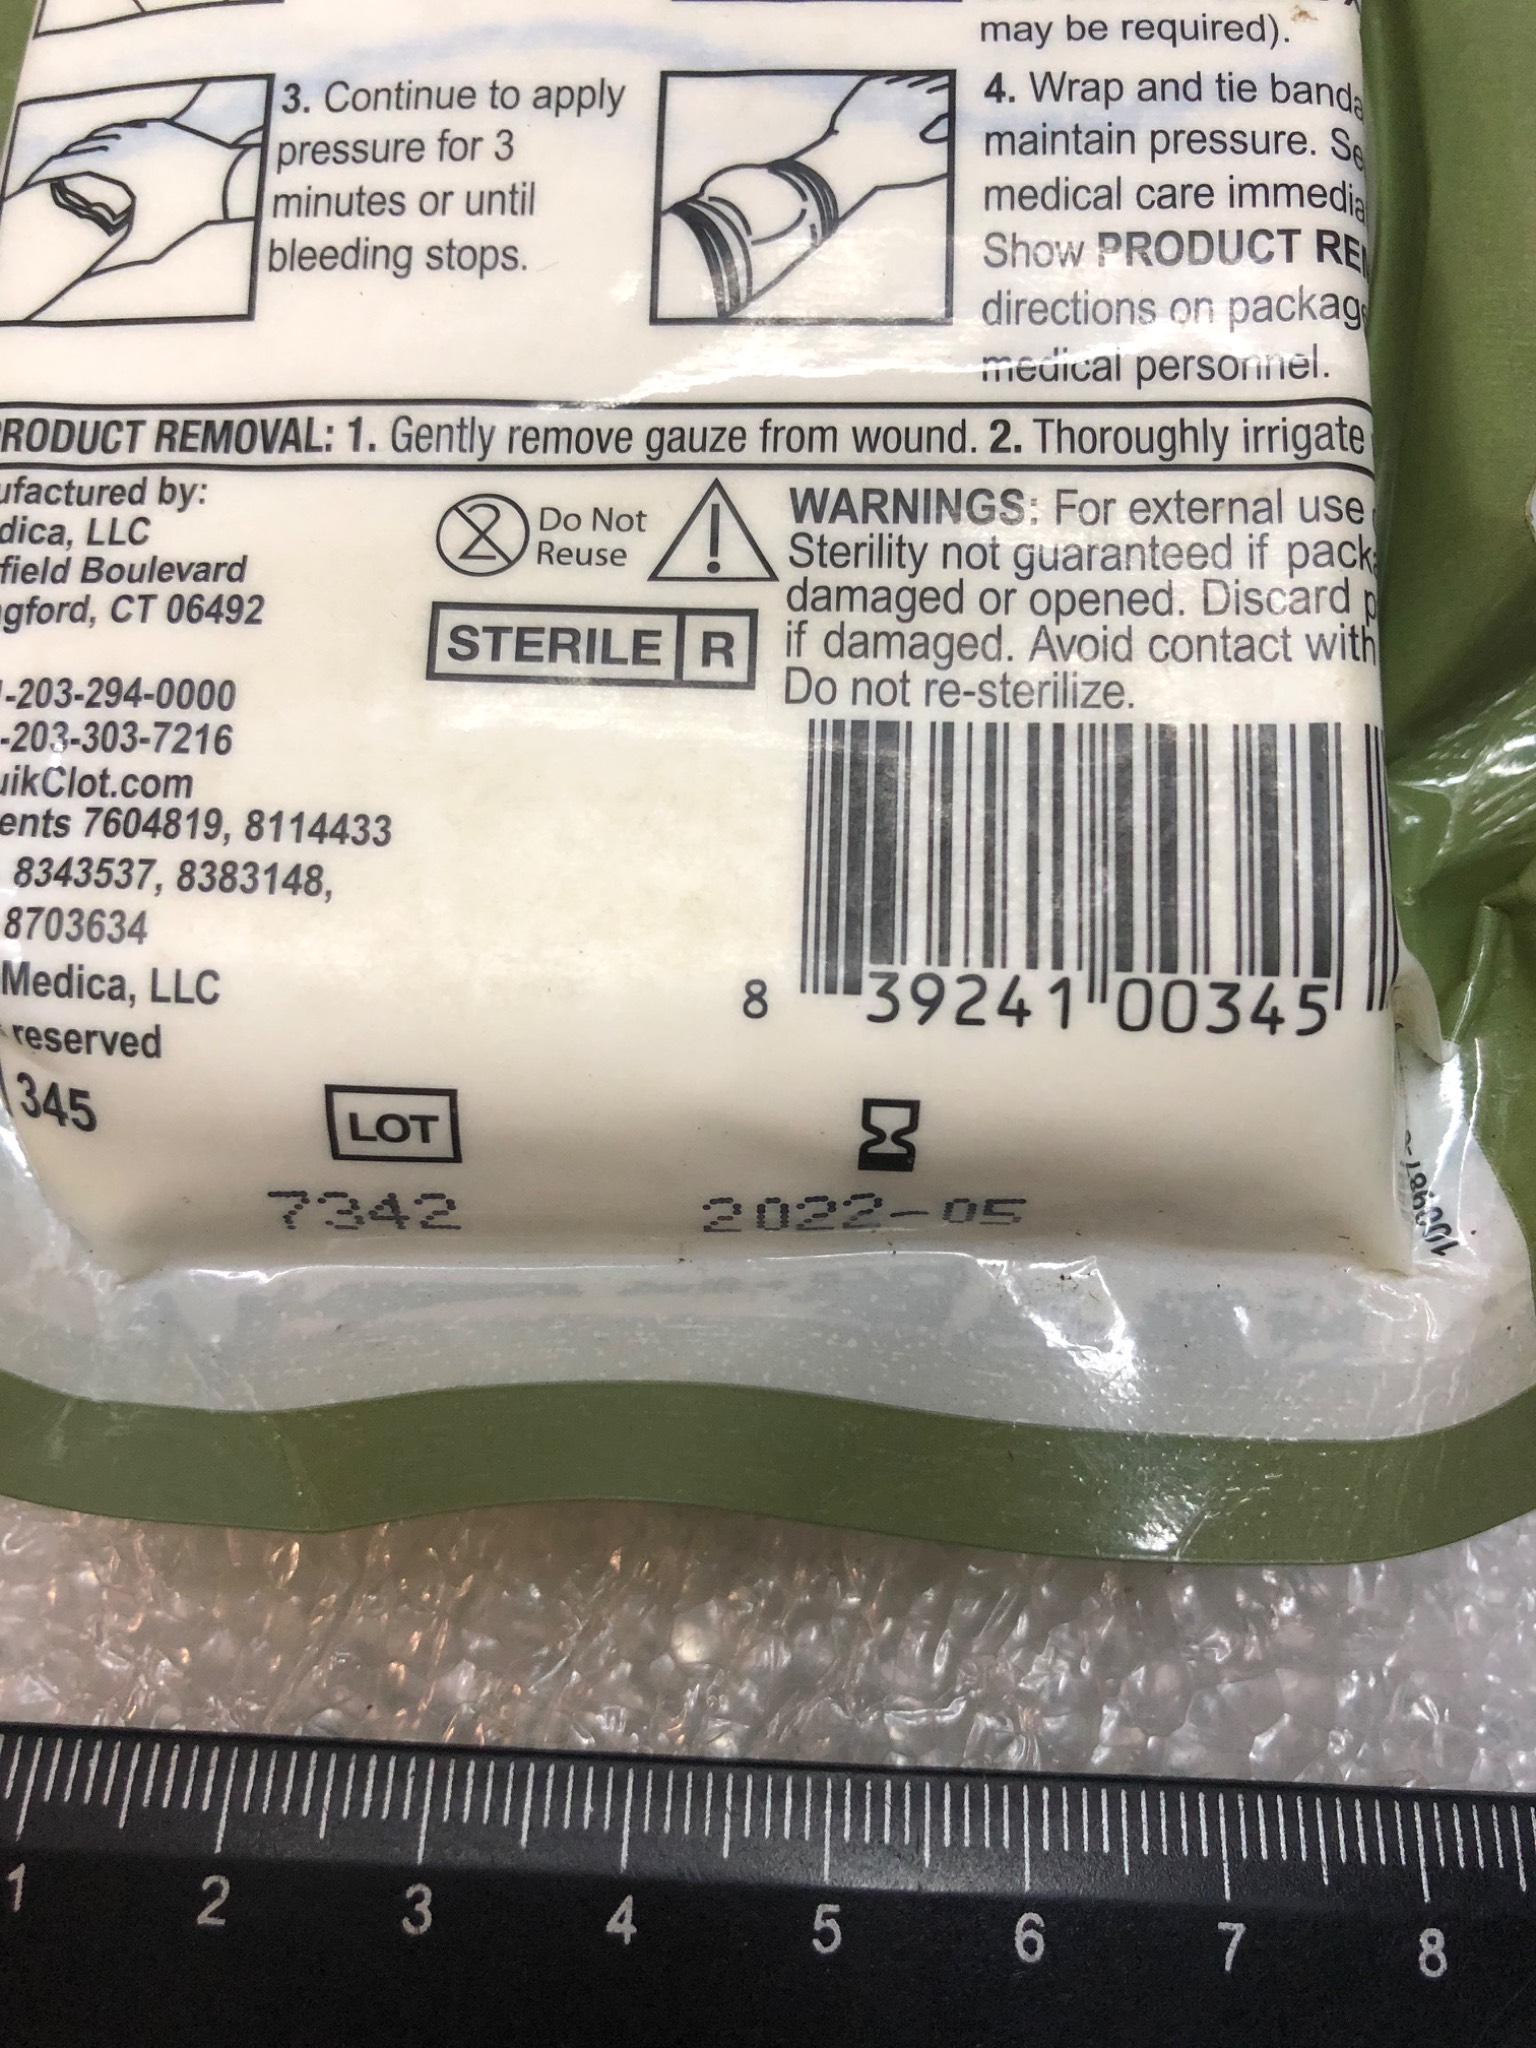 may be required).
3. Continue to apply
pressure for 3
minutes or until
bleeding stops.
4. Wrap and tie banda
maintain pressure. Se
medical care immedia
Show PRODUCT REM
directions on package
medical personnel.
RODUCT REMOVAL: 1. Gently remove gauze from wound. 2. Thoroughly irrigate
ufactured by:
dica, LLC
field Boulevard
gford, CT 06492
-203-294-0000
-203-303-7216
uikClot.com
ents 7604819, 8114433
8343537, 8383148,
8703634
Medica, LLC
reserved
345
2 Do Not
Reuse
STERILE R
WARNINGS: For external use
Sterility not guaranteed if packa
damaged or opened. Discard p
if damaged. Avoid contact with
Do not re-sterilize.
8 39241 00345
LOT
7342
2022-05
1 2 3 4 5 6 7 8